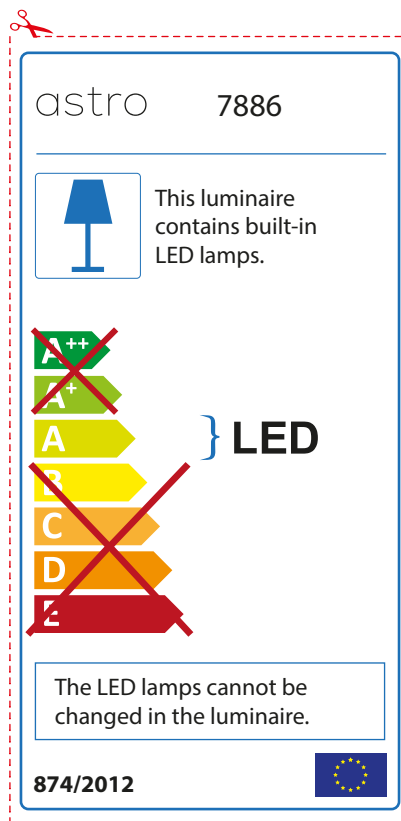 astro 7886
This luminaire
contains built-in
LED lamps.
A++
A+
A
} LED
B
C
D
E
The LED lamps cannot be
changed in the luminaire.
874/2012